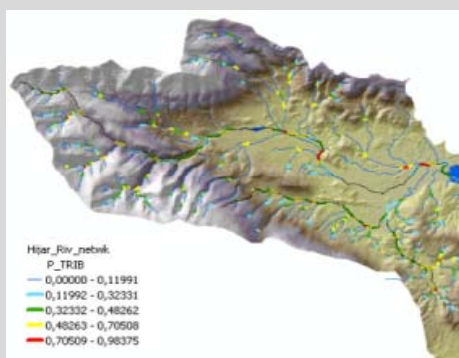 Hijar_Riv_netwk
P_TRIB
0,00000 - 0,11991
0,11992 - 0,32331
0,32332 - 0,48262
0,48263 - 0,70508
0,70509 - 0,98375